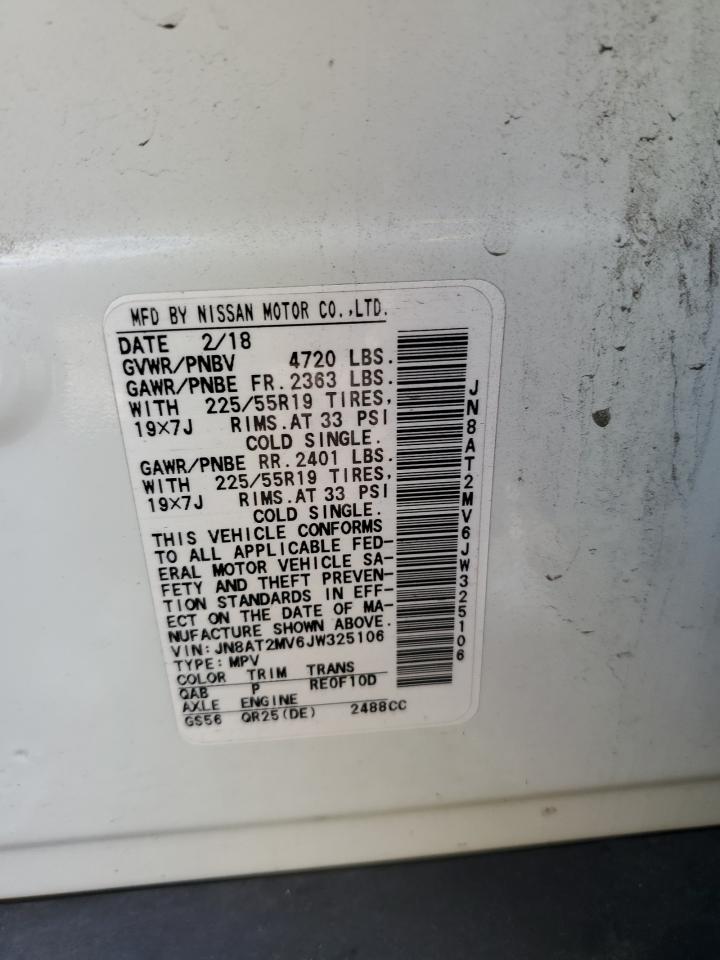 MFD BY NISSAN MOTOR CO.,LTD.
DATE 2/18
GVWR/PNBV 4720 LBS.
GAWR/PNBE FR. 2363 LBS.
WITH 225/55R19 TIRES,
19×7J RIMS.AT 33 PSI
COLD SINGLE.
GAWR/PNBE RR. 2401 LBS.
WITH 225/55R19 TIRES,
19×7J RIMS.AT 33 PSI
COLD SINGLE.
THIS VEHICLE CONFORMS
TO ALL APPLICABLE FED-
ERAL MOTOR VEHICLE SA-
FETY AND THEFT PREVEN-
TION STANDARDS IN EFF-
ECT ON THE DATE OF MA-
NUFACTURE SHOWN ABOVE.
VIN:JN8AT2MV6JW325106
TYPE:MPV
COLOR TRIM TRANS
QAB P RE0F10D
AXLE ENGINE
GS56 QR25(DE) 2488CC
JN8AT2MV6JW325106